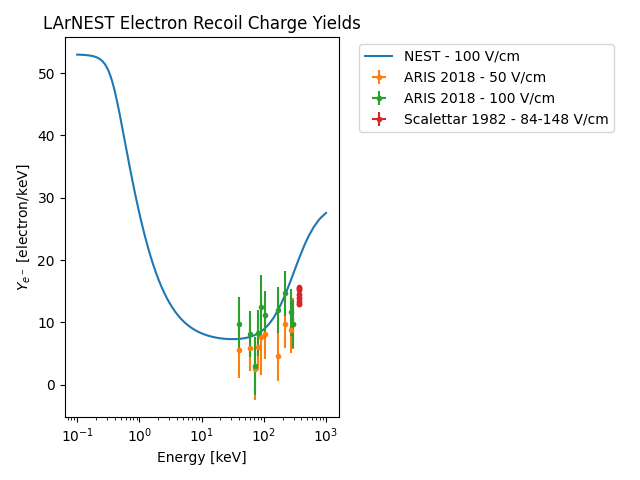 LArNEST Electron Recoil Charge Yields
NEST - 100 V/cm
ARIS 2018 - 50 V/cm
ARIS 2018 - 100 V/cm
Scalettar 1982 - 84-148 V/cm
Y_{e^-} [electron/keV]
50
40
30
20
10
0
10^{-1} 10^0 10^1 10^2 10^3
Energy [keV]